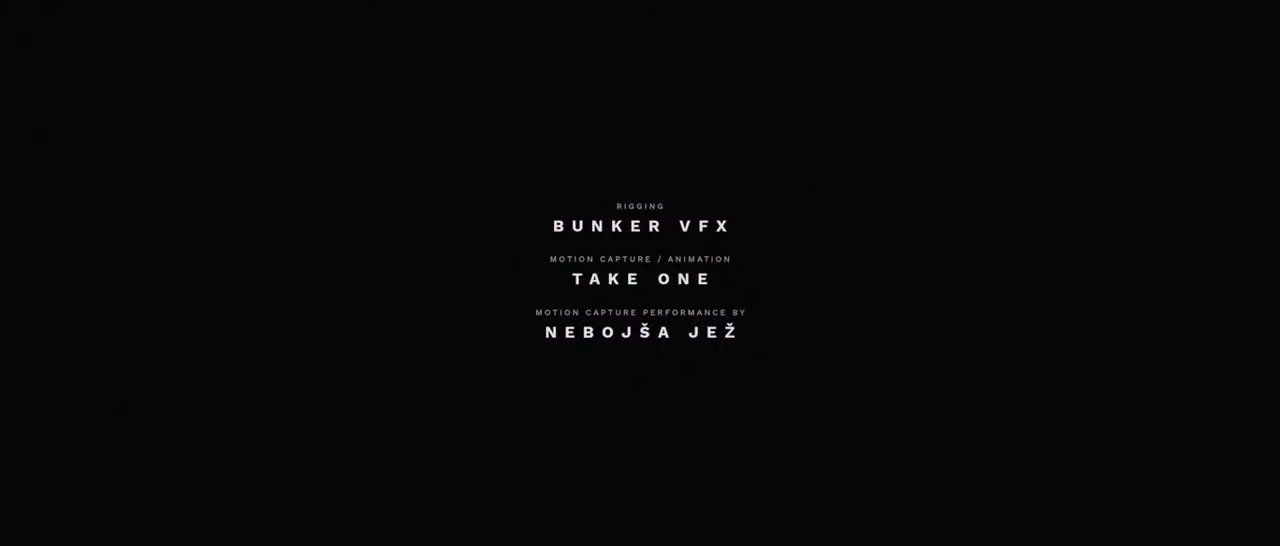 RIGGING
BUNKER VFX
MOTION CAPTURE / ANIMATION
TAKE ONE
MOTION CAPTURE PERFORMANCE BY
NEBOJŠA JEŽ